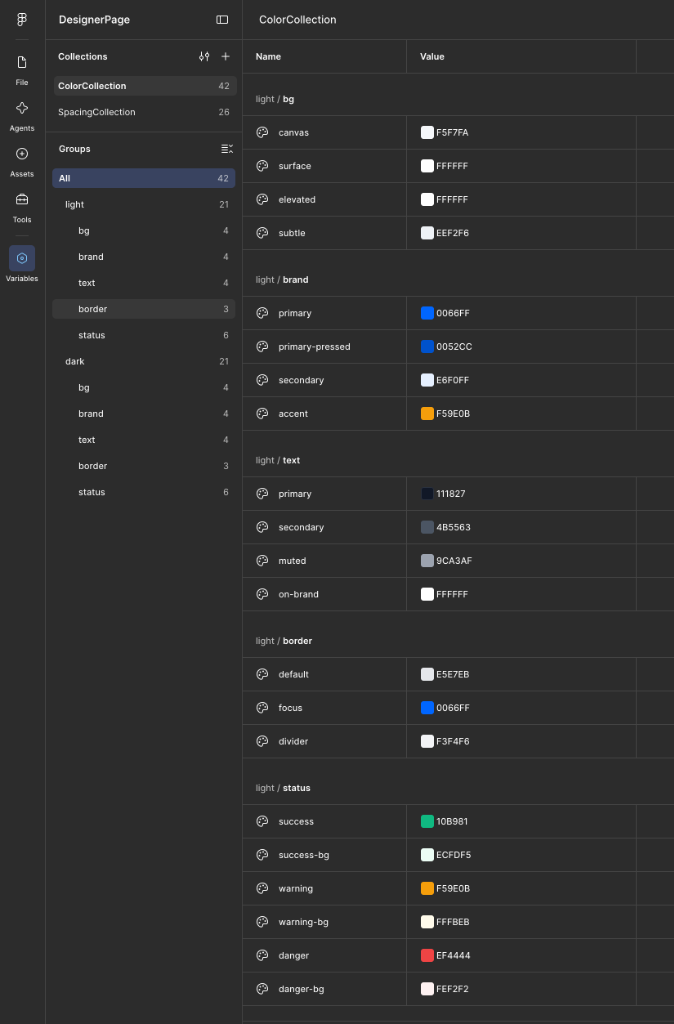 DesignerPage
File
Agents
Assets
Tools
Variables
Collections
ColorCollection 42
SpacingCollection 26
Groups
All 42
light 21
bg 4
brand 4
text 4
border 3
status 6
dark 21
bg 4
brand 4
text 4
border 3
status 6
ColorCollection
Name Value
light / bg
canvas F5F7FA
surface FFFFFF
elevated FFFFFF
subtle EEF2F6
light / brand
primary 0066FF
primary-pressed 0052CC
secondary E6F0FF
accent F59E0B
light / text
primary 111827
secondary 4B5563
muted 9CA3AF
on-brand FFFFFF
light / border
default E5E7EB
focus 0066FF
divider F3F4F6
light / status
success 10B981
success-bg ECFDF5
warning F59E0B
warning-bg FFFBEB
danger EF4444
danger-bg FEF2F2